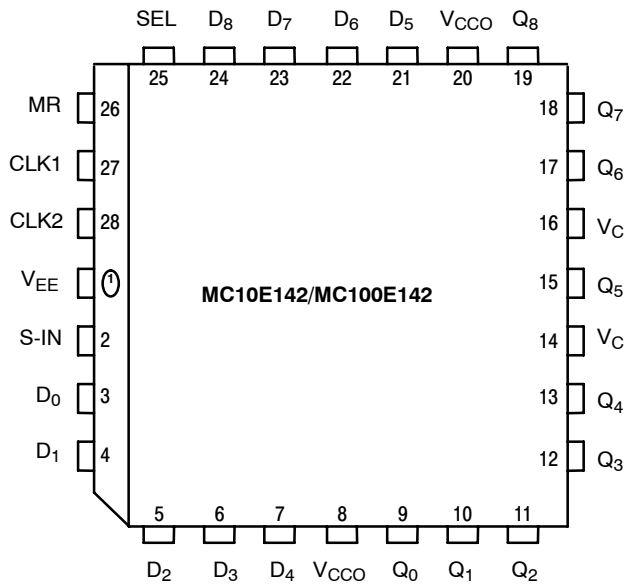 SEL D8 D7 D6 D5 VCCO Q8
25 24 23 22 21 20 19
MR 26 18 Q7
CLK1 27 17 Q6
CLK2 28 16 VC
VEE 1 MC10E142/MC100E142 15 Q5
S-IN 2 14 VC
D0 3 13 Q4
D1 4 12 Q3
5 6 7 8 9 10 11
D2 D3 D4 VCCO Q0 Q1 Q2